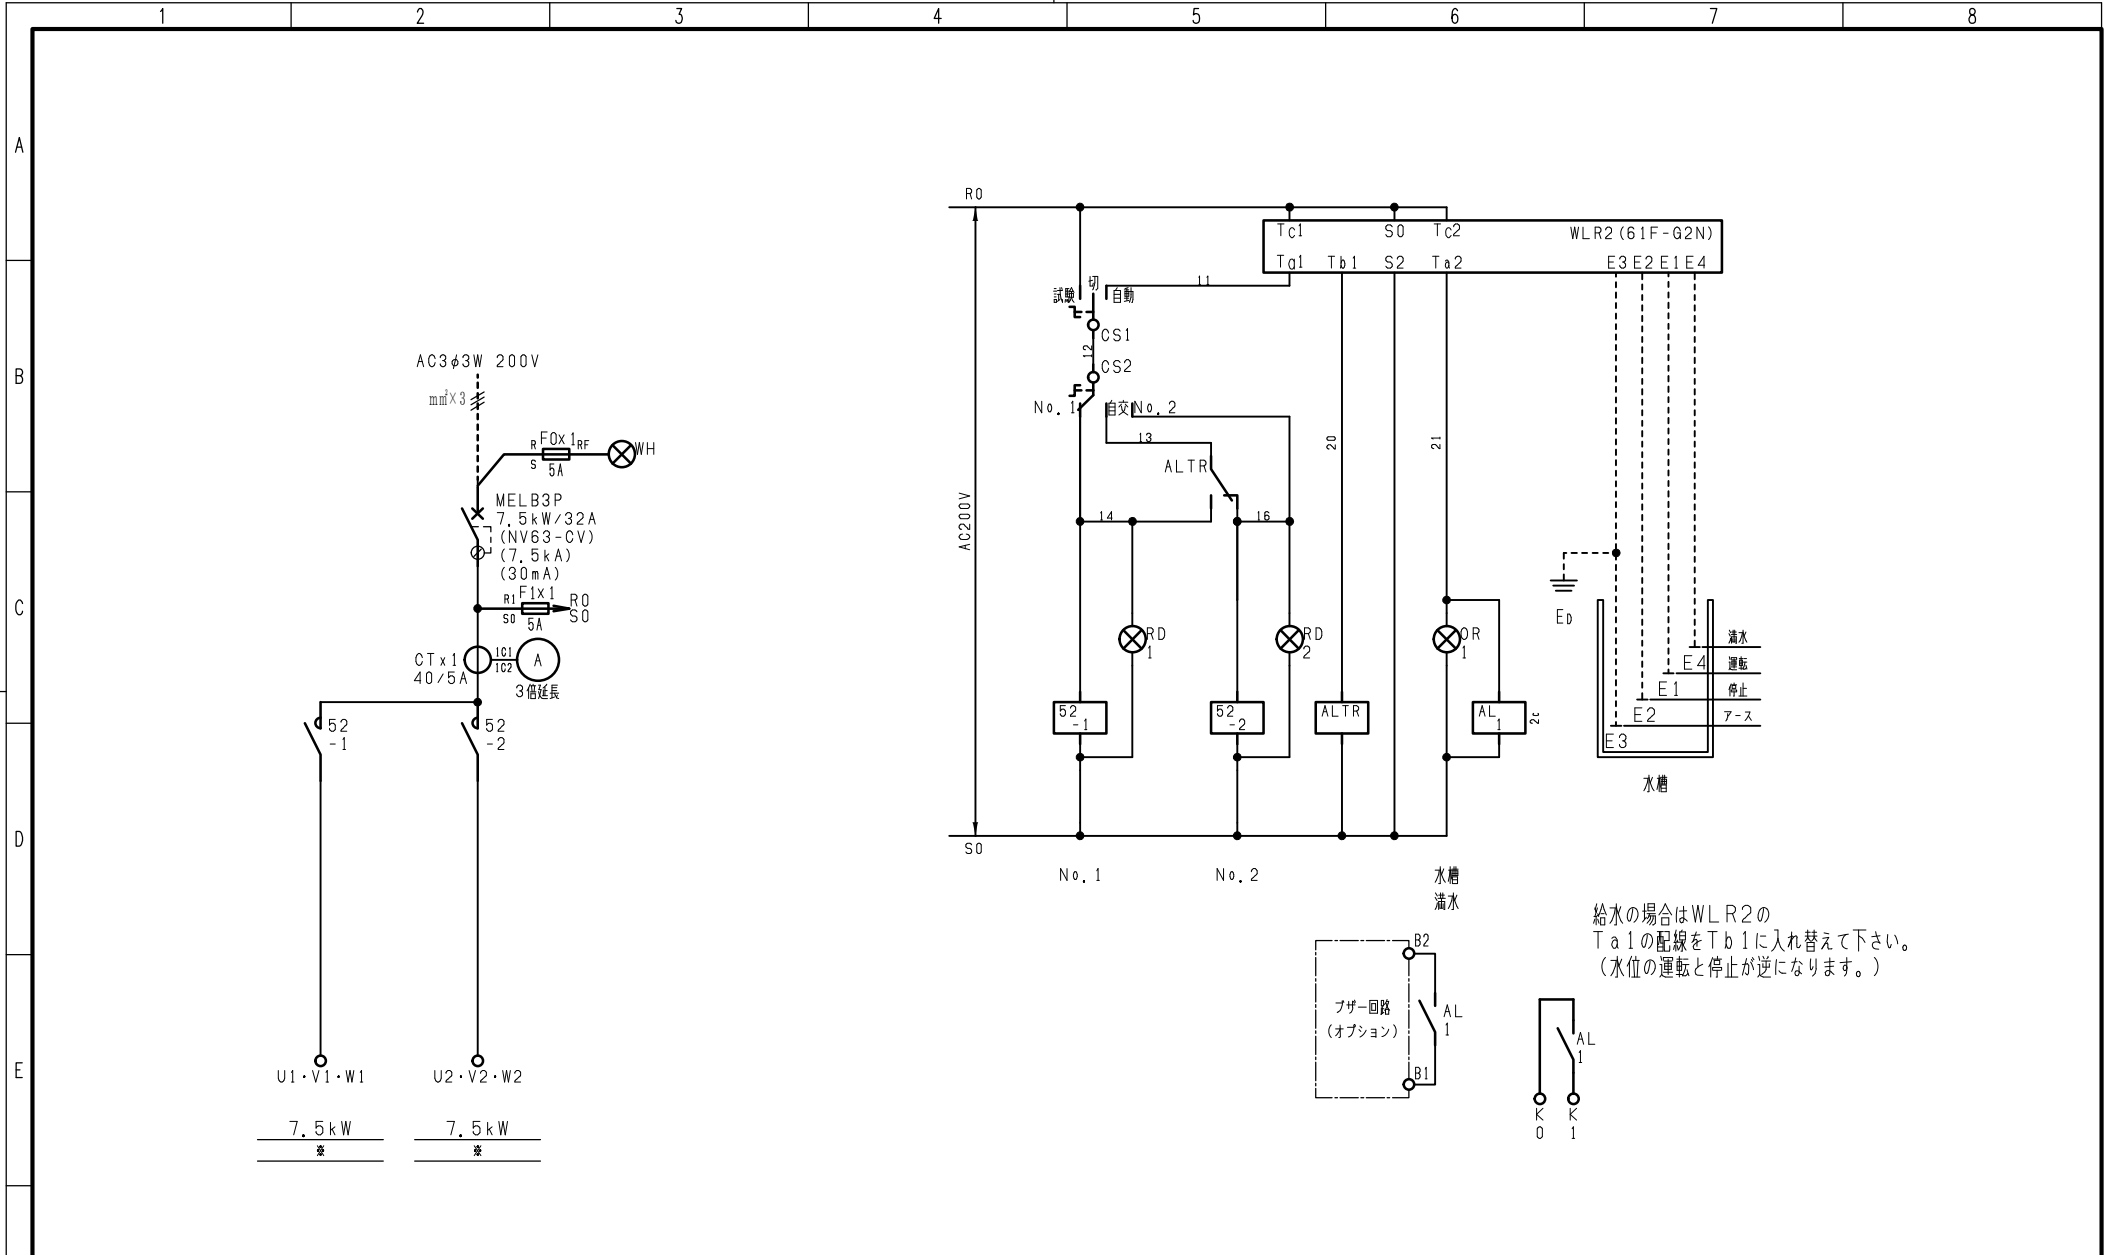 1 2 3 4 5 6 7 8
A
B
C
D
E
AC3φ3W 200V
mm²×3
R F0x1 RF
S 5A
WH
MELB3P
7.5kW/32A
(NV63-CV)
(7.5kA)
(30mA)
R1 F1x1 R0
S0 5A S0
CTx1
40/5A
1C1
1C2
A
3倍延長
52
-1
52
-2
U1・V1・W1
U2・V2・W2
7.5kW
※
7.5kW
※
R0
AC200V
S0
Tc1 S0 Tc2 WLR2(61F-G2N)
Ta1 Tb1 S2 Ta2 E3 E2 E1 E4
試験 切 自動
11
CS1
12
CS2
No.1 自交 No.2
13
ALTR
14
16
20
21
RD
1
RD
2
OR
1
52
-1
52
-2
ALTR
AL
1
2c
ED
満水
E4 運転
E1 停止
E2 アース
E3
水槽
No.1
No.2
水槽
満水
給水の場合はWLR2の
Ta1の配線をTb1に入れ替えて下さい。
(水位の運転と停止が逆になります。)
B2
ブザー回路
(オプション)
AL
1
B1
AL
1
K
0
K
1